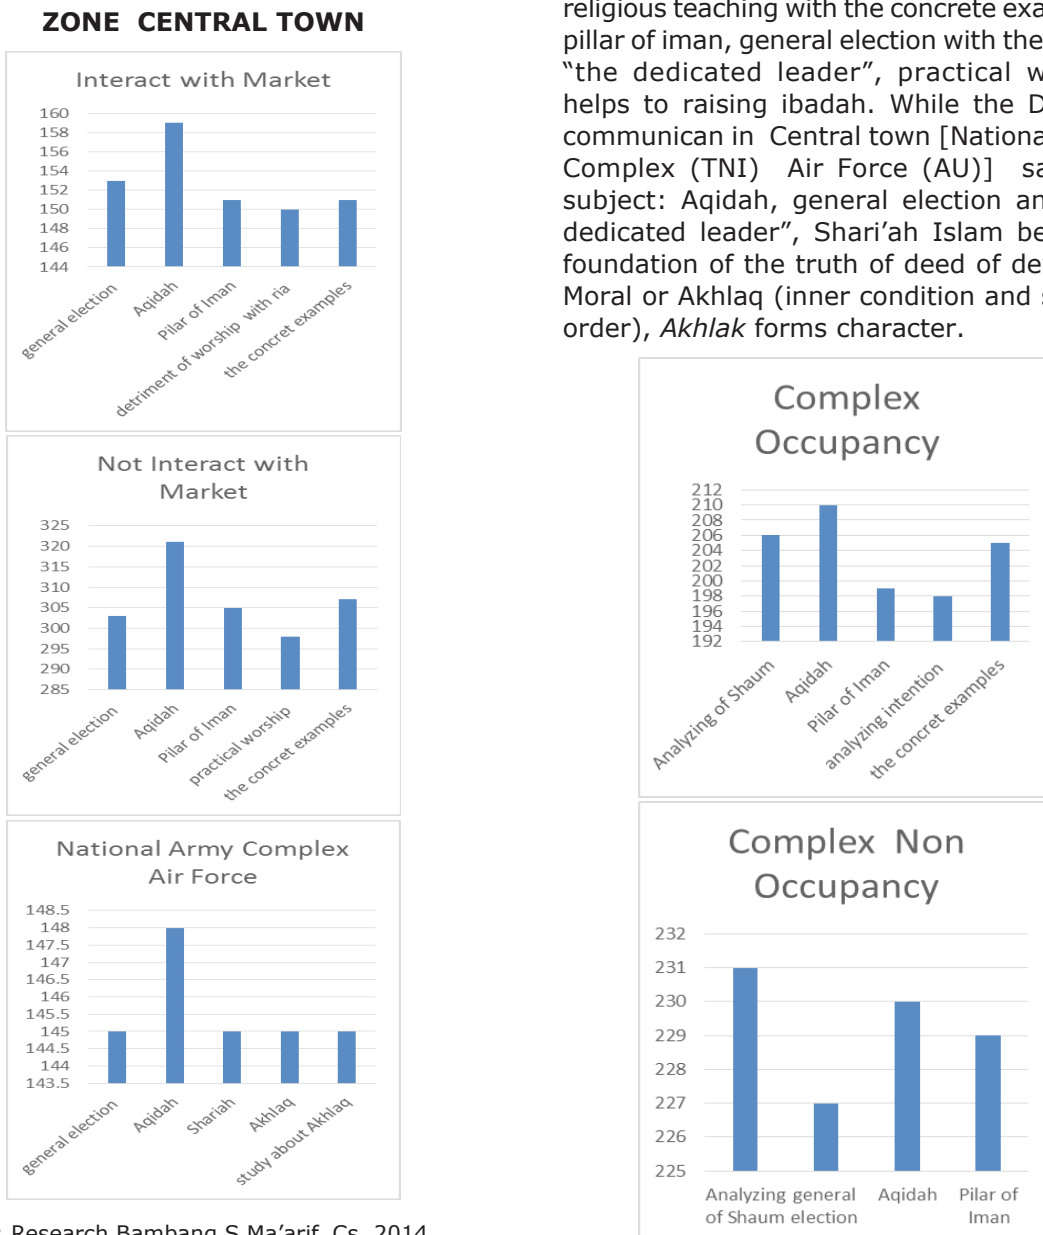 ZONE CENTRAL TOWN
Interact with Market
160
158
156
154
152
150
148
146
144
general election
Aqidah
Pilar of Iman
detriment of worship with ria
the concret examples
Not Interact with
Market
325
320
315
310
305
300
295
290
285
general election
Aqidah
Pilar of Iman
practical worship
the concret examples
National Army Complex
Air Force
148.5
148
147.5
147
146.5
146
145.5
145
144.5
144
143.5
general election
Aqidah
Shariah
Akhlaq
study about Akhlaq
Research Bambang S Ma’arif, Cs, 2014
religious teaching with the concrete exa
pillar of iman, general election with the
“the dedicated leader”, practical w
helps to raising ibadah. While the D
communican in Central town [Nationa
Complex (TNI) Air Force (AU)] sa
subject: Aqidah, general election an
dedicated leader”, Shari’ah Islam be
foundation of the truth of deed of de
Moral or Akhlaq (inner condition and s
order), Akhlak forms character.
Complex
Occupancy
212
210
208
206
204
202
200
198
196
194
192
Analyzing of Shaum
Aqidah
Pilar of Iman
analyzing intention
the concret examples
Complex Non
Occupancy
232
231
230
229
228
227
226
225
Analyzing general Aqidah Pilar of
of Shaum election Iman